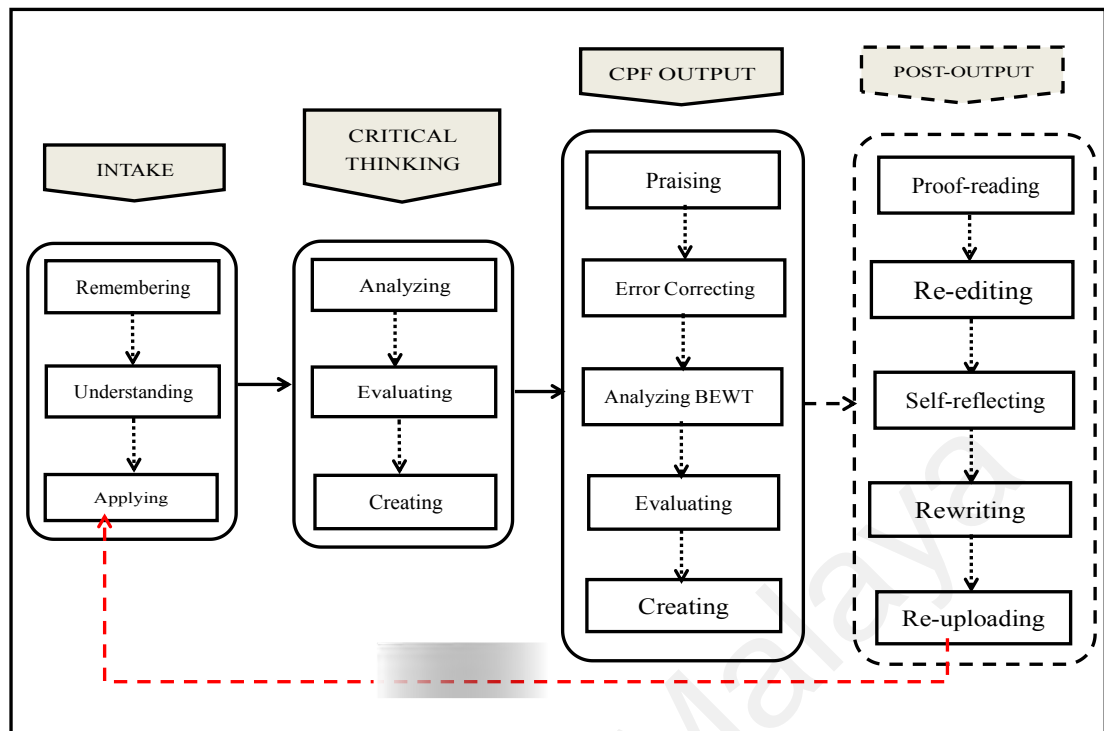 INTAKE
Remembering
Understanding
Applying
CRITICAL
THINKING
Analyzing
Evaluating
Creating
CPF OUTPUT
Praising
Error Correcting
Analyzing BEWT
Evaluating
Creating
POST-OUTPUT
Proof-reading
Re-editing
Self-reflecting
Rewriting
Re-uploading
Malaya